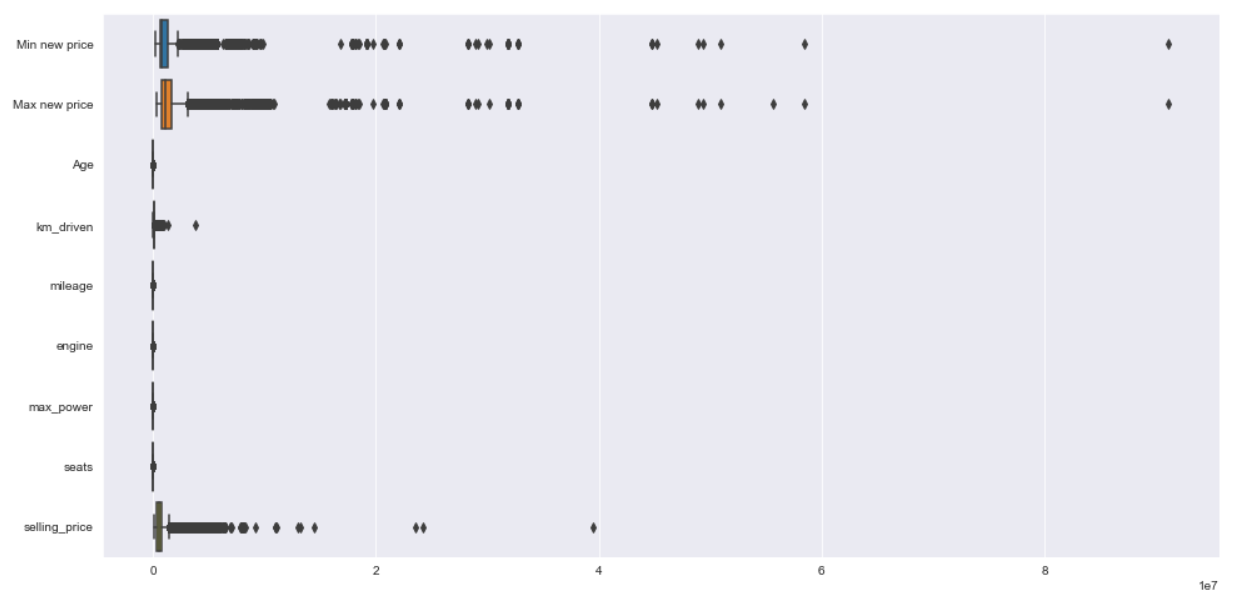 Min new price
Max new price
Age
km_driven
mileage
engine
max_power
seats
selling_price
0 2 4 6 8
1e7